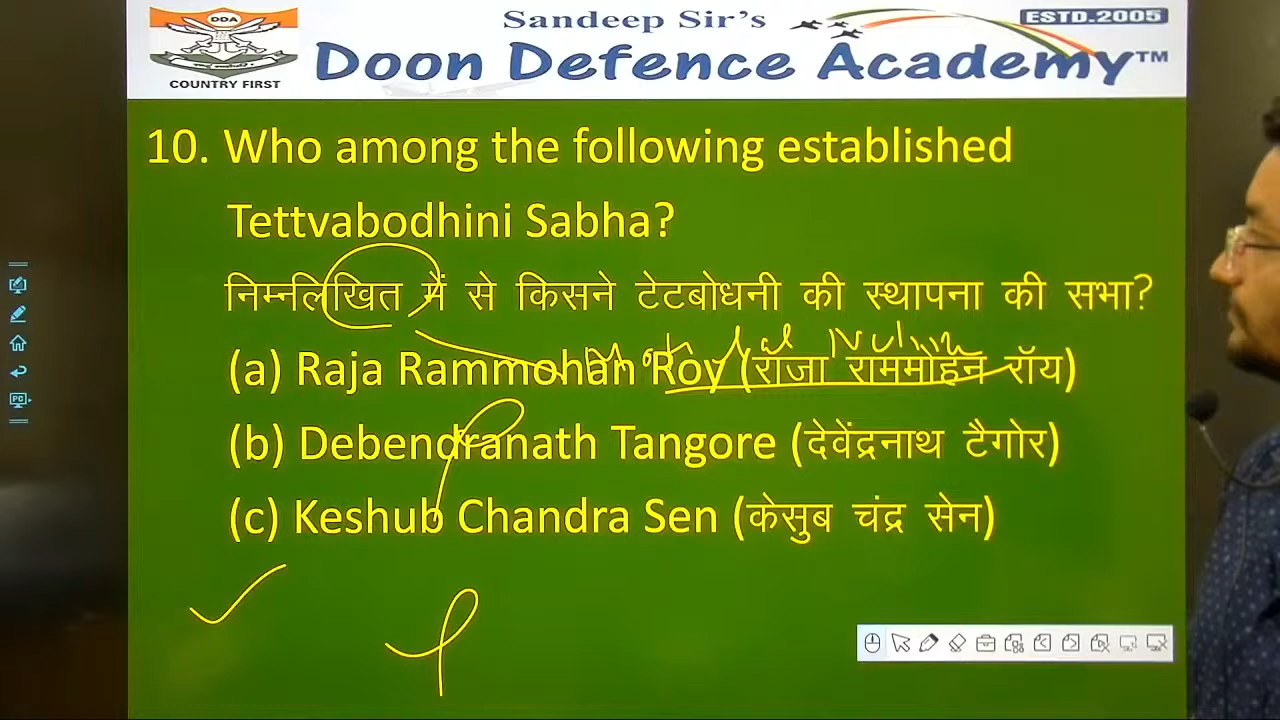 Sandeep Sir's
ESTD.2005
DDA
Doon Defence Academy™
COUNTRY FIRST
10. Who among the following established
Tettvabodhini Sabha?
निम्नलिखित में से किसने टेटबोधनी की स्थापना की सभा?
(a) Raja Rammohan Roy (रॉजा रॉममोहन रॉय)
(b) Debendranath Tangore (देवेंद्रनाथ टैगोर)
(c) Keshub Chandra Sen (केसुब चंद्र सेन)